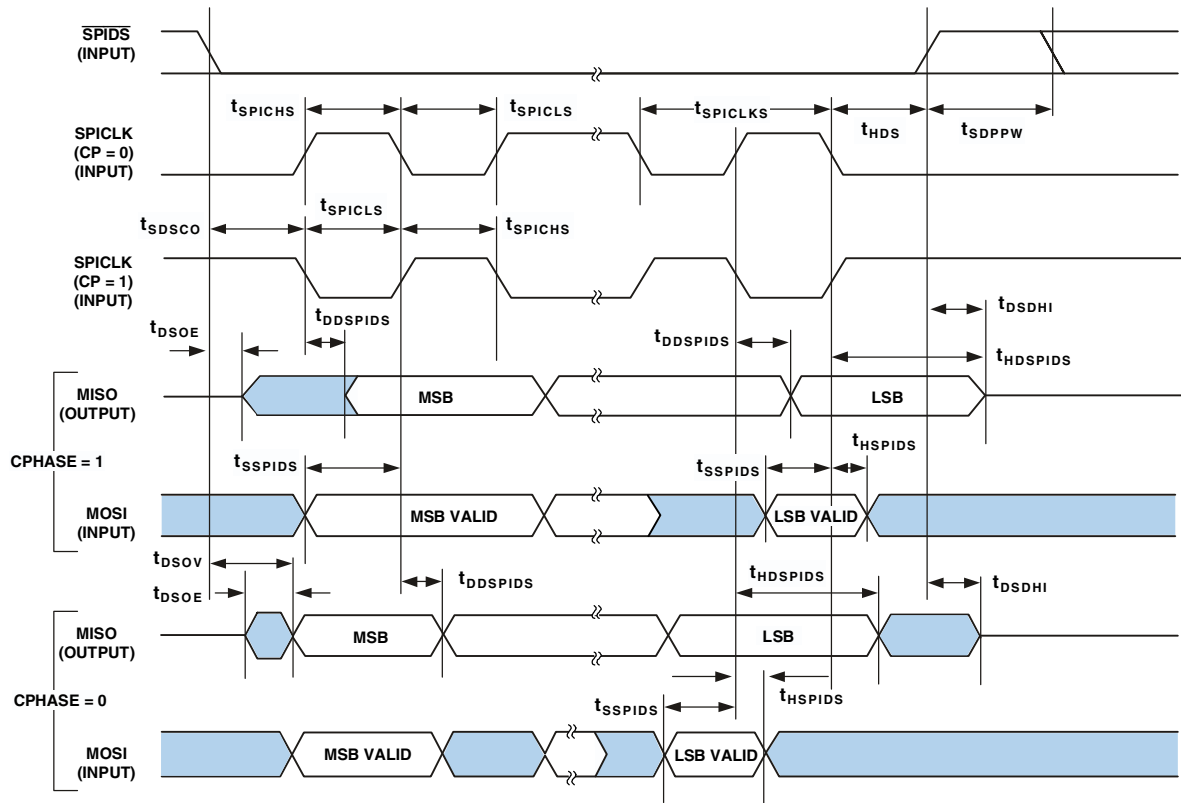 SPIDS
(INPUT)
tSPICHS
tSPICLS
tSPICLKS
tHDS
tSDPPW
SPICLK
(CP = 0)
(INPUT)
tSDSCO
tSPICLS
tSPICHS
SPICLK
(CP = 1)
(INPUT)
tDSOE
tDDSPIDS
tDDSPIDS
tDSDHI
tHDSPIDS
MISO
(OUTPUT)
MSB
LSB
CPHASE = 1
tSSPIDS
tSSPIDS
tHSPIDS
MOSI
(INPUT)
MSB VALID
LSB VALID
tDSOV
tDSOE
tDDSPIDS
tHDSPIDS
tDSDHI
MISO
(OUTPUT)
MSB
LSB
CPHASE = 0
tSSPIDS
tHSPIDS
MOSI
(INPUT)
MSB VALID
LSB VALID